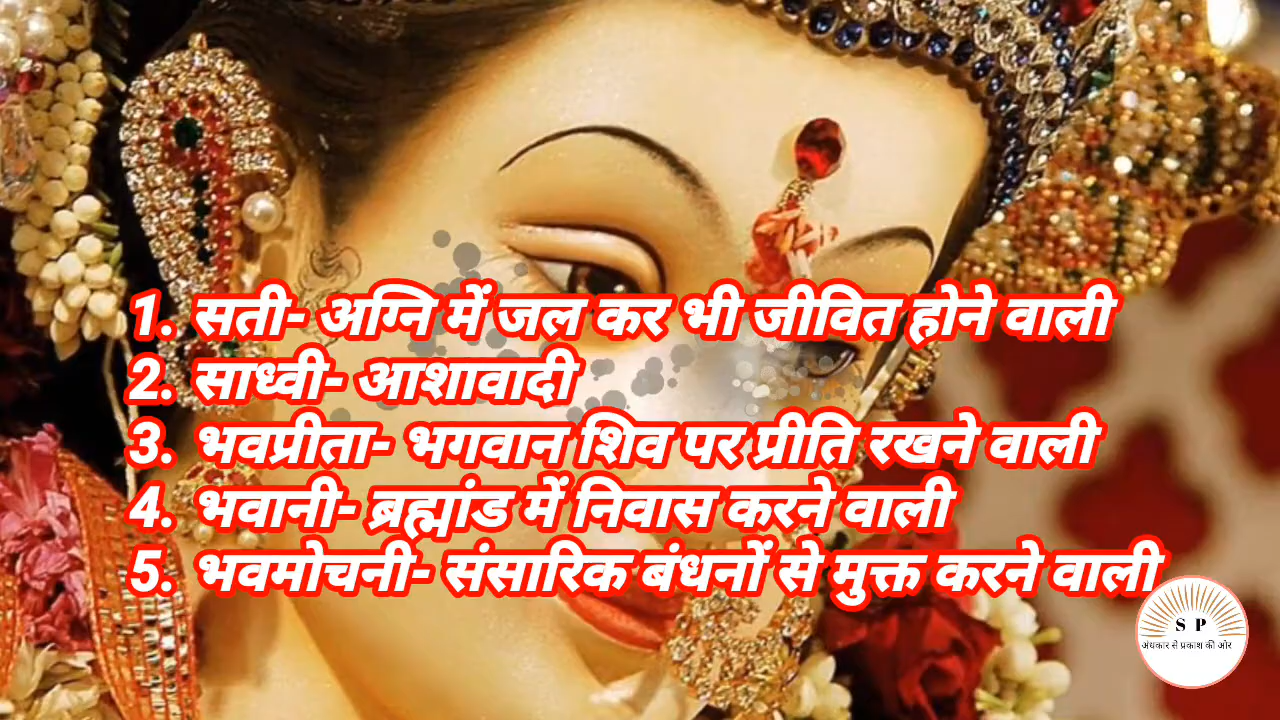 1. सती- अग्नि में जल कर भी जीवित होने वाली
2. साध्वी- आशावादी
3. भवप्रीता- भगवान शिव पर प्रीति रखने वाली
4. भवानी- ब्रह्मांड में निवास करने वाली
5. भवमोचनी- संसारिक बंधनों से मुक्त करने वाली
S P
अंधकार से प्रकाश की ओर